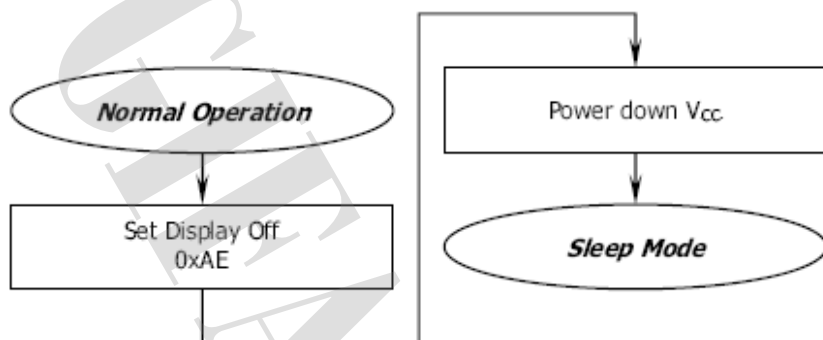 Normal Operation
Set Display Off
0xAE
Power down VCC.
Sleep Mode